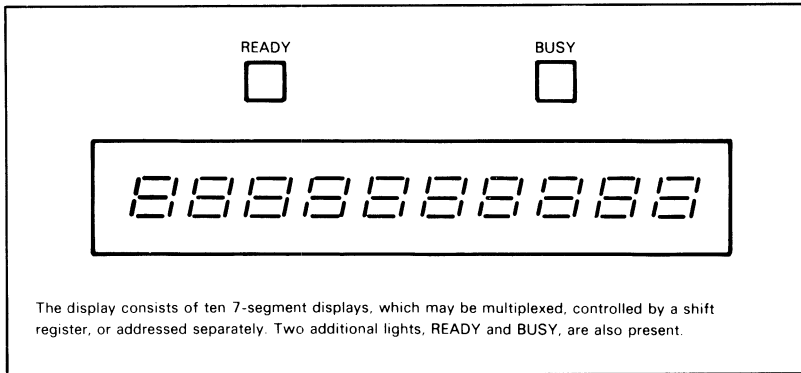 READY BUSY
The display consists of ten 7-segment displays, which may be multiplexed, controlled by a shift
register, or addressed separately. Two additional lights, READY and BUSY, are also present.